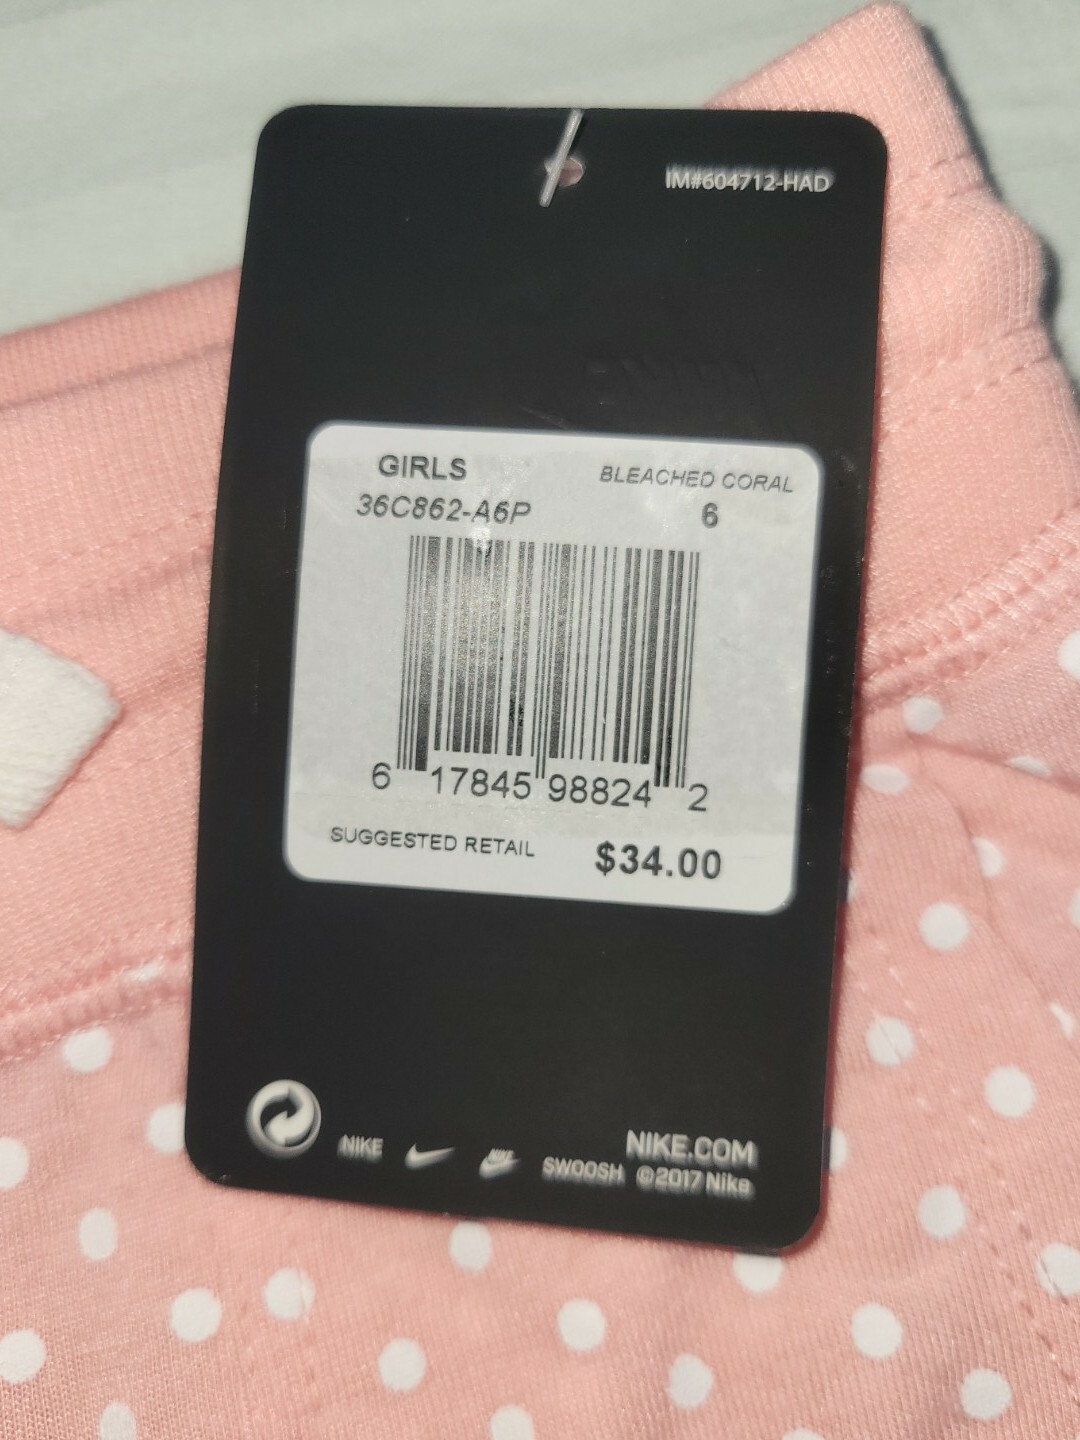 IM#604712-HAD
GIRLS
BLEACHED CORAL
36C862-A6P
6
6 17845 98824 2
SUGGESTED RETAIL $34.00
NIKE
NIKE
NIKE.COM
SWOOSH ©2017 Nike